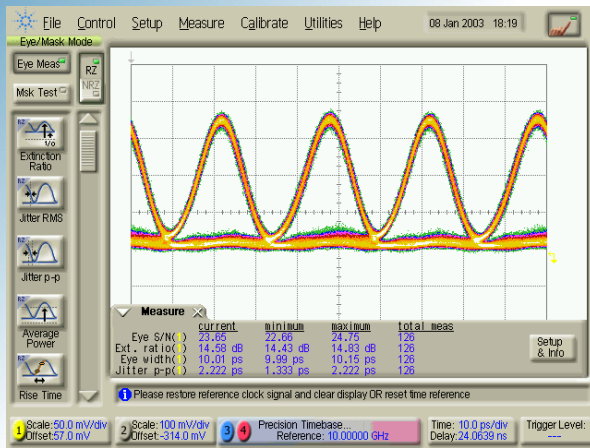 File Control Setup Measure Calibrate Utilities Help 08 Jan 2003 18:19
Eye/Mask Mode
Eye Meas
RZ
NRZ
Msk Test
Extinction
Ratio
Jitter RMS
Jitter p-p
Average
Power
Rise Time
Measure
current minimum maximum total meas
Eye S/N(1) 23.65 22.66 24.75 126
Ext. ratio(1) 14.58 dB 14.43 dB 14.83 dB 126
Eye width(1) 10.01 ps 9.99 ps 10.15 ps 126
Jitter p-p(1) 2.222 ps 1.333 ps 2.222 ps 126
Setup
& Info
Please restore reference clock signal and clear display OR reset time reference
1 Scale:50.0 mV/div
Offset:57.0 mV
2 Scale: 100 mV/div
Offset:-314.0 mV
3 4 Precision Timebase...
Reference: 10.00000 GHz
Time: 10.0 ps/div
Delay:24.0639 ns
Trigger Level:
---